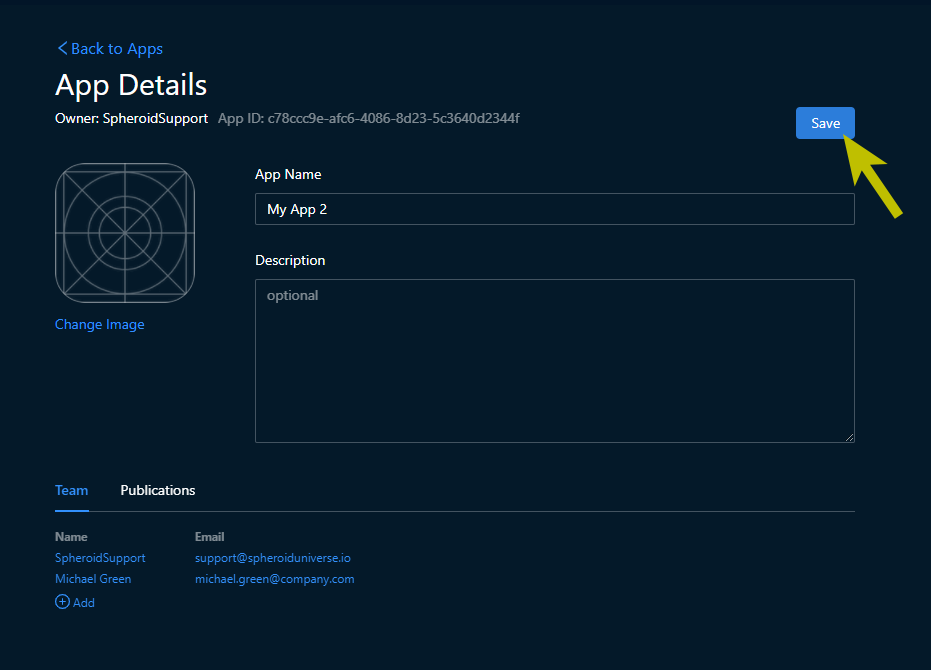 Back to Apps
App Details
Owner: SpheroidSupport App ID: c78ccc9e-afc6-4086-8d23-5c3640d2344f
Save
App Name
My App 2
Description
optional
Change Image
Team Publications
Name Email
SpheroidSupport support@spheroiduniverse.io
Michael Green michael.green@company.com
Add